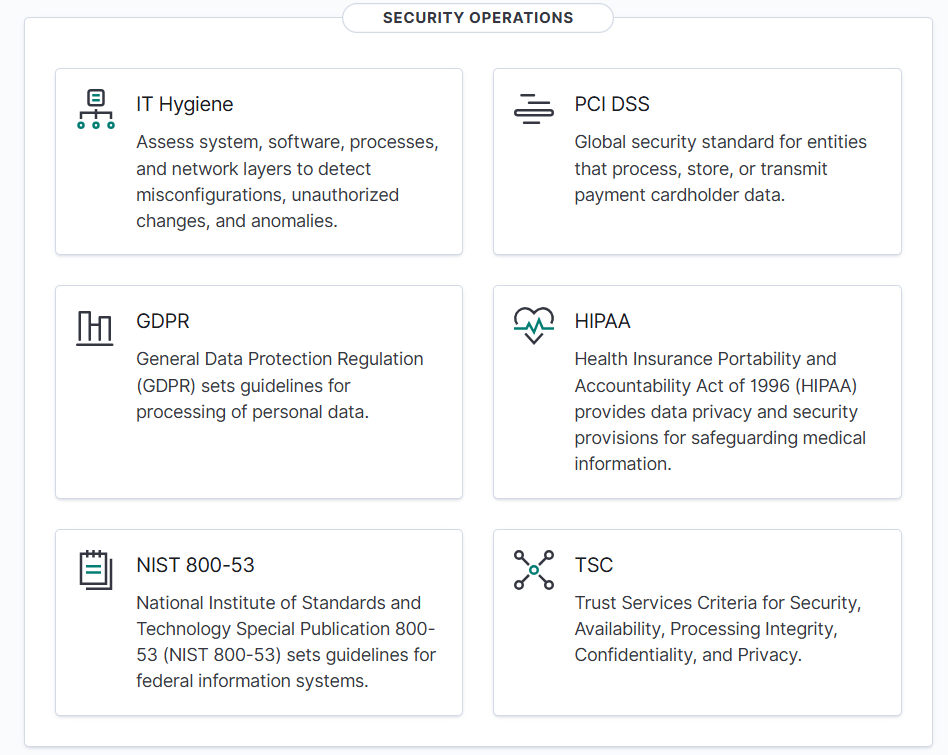 SECURITY OPERATIONS
IT Hygiene
Assess system, software, processes,
and network layers to detect
misconfigurations, unauthorized
changes, and anomalies.
PCI DSS
Global security standard for entities
that process, store, or transmit
payment cardholder data.
GDPR
General Data Protection Regulation
(GDPR) sets guidelines for
processing of personal data.
HIPAA
Health Insurance Portability and
Accountability Act of 1996 (HIPAA)
provides data privacy and security
provisions for safeguarding medical
information.
NIST 800-53
National Institute of Standards and
Technology Special Publication 800-
53 (NIST 800-53) sets guidelines for
federal information systems.
TSC
Trust Services Criteria for Security,
Availability, Processing Integrity,
Confidentiality, and Privacy.